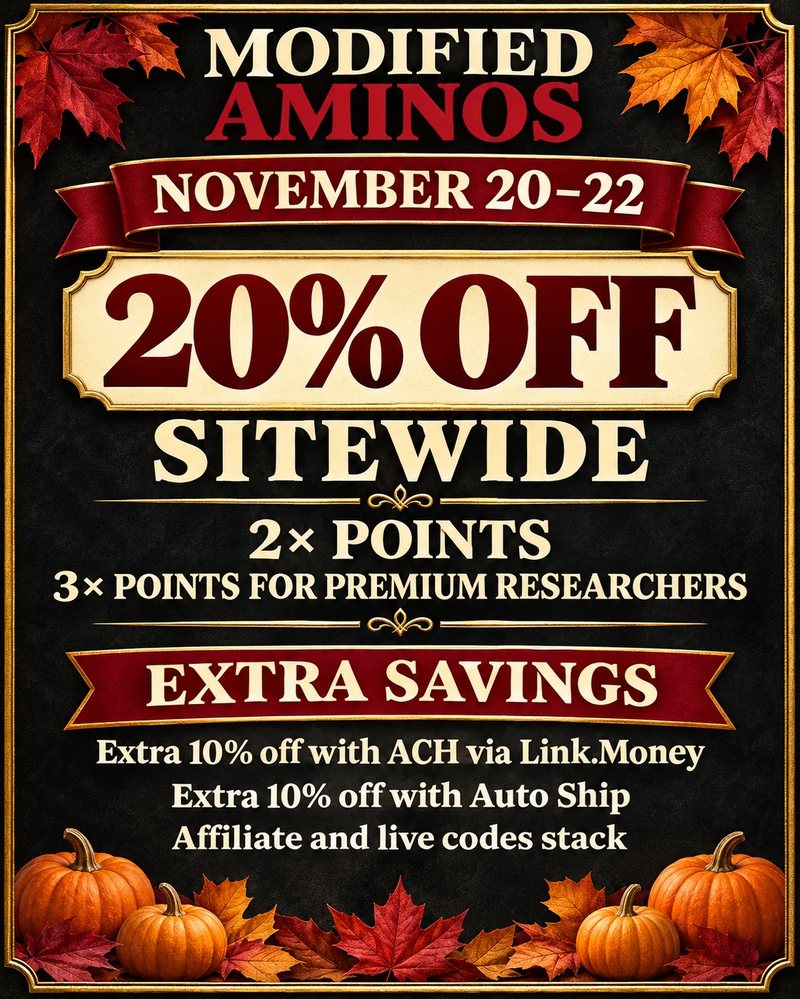 MODIFIED
AMINOS
NOVEMBER 20–22
20% OFF
SITEWIDE
2× POINTS
3× POINTS FOR PREMIUM RESEARCHERS
EXTRA SAVINGS
Extra 10% off with ACH via Link.Money
Extra 10% off with Auto Ship
Affiliate and live codes stack